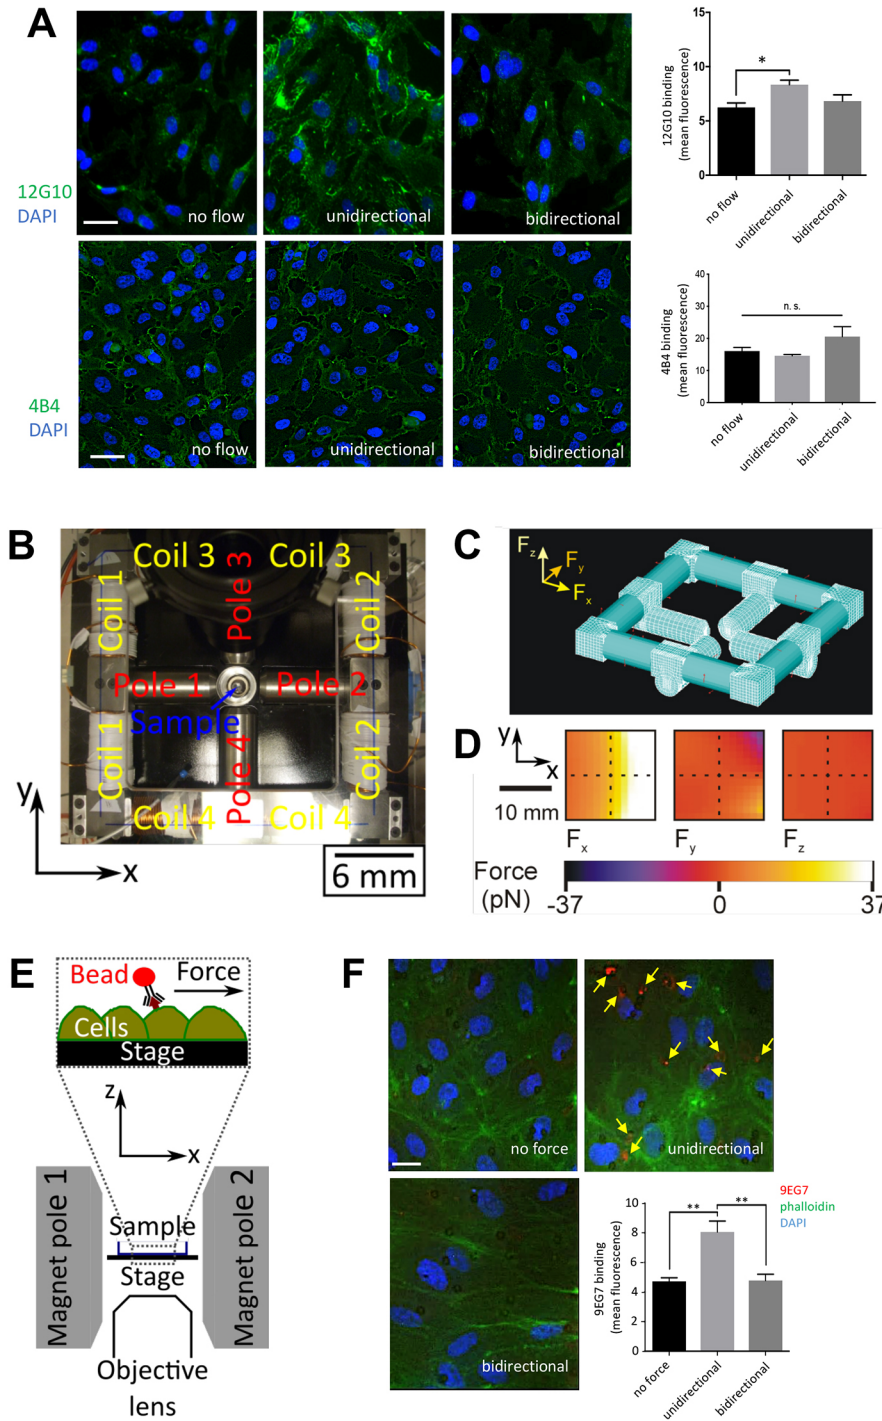 A
12G10
DAPI
no flow
unidirectional
bidirectional
15
10
5
0
12G10 binding
(mean fluorescence)
*
no flow
unidirectional
bidirectional
4B4
DAPI
no flow
unidirectional
bidirectional
40
30
20
10
0
4B4 binding
(mean fluorescence)
n. s.
no flow
unidirectional
bidirectional
B
Coil 3
Coil 3
Coil 1
Coil 2
Pole 3
Pole 1
Pole 2
Sample
Coil 1
Coil 2
Pole 4
Coil 4
Coil 4
y
x
6 mm
C
Fz
Fy
Fx
D
y
x
10 mm
Fx
Fy
Fz
Force
(pN)
-37
0
37
E
Bead
Force
Cells
Stage
z
x
Magnet pole 1
Magnet pole 2
Sample
Stage
Objective
lens
F
no force
unidirectional
bidirectional
9EG7
phalloidin
DAPI
10
8
6
4
2
0
9EG7 binding
(mean fluorescence)
**
**
no force
unidirectional
bidirectional